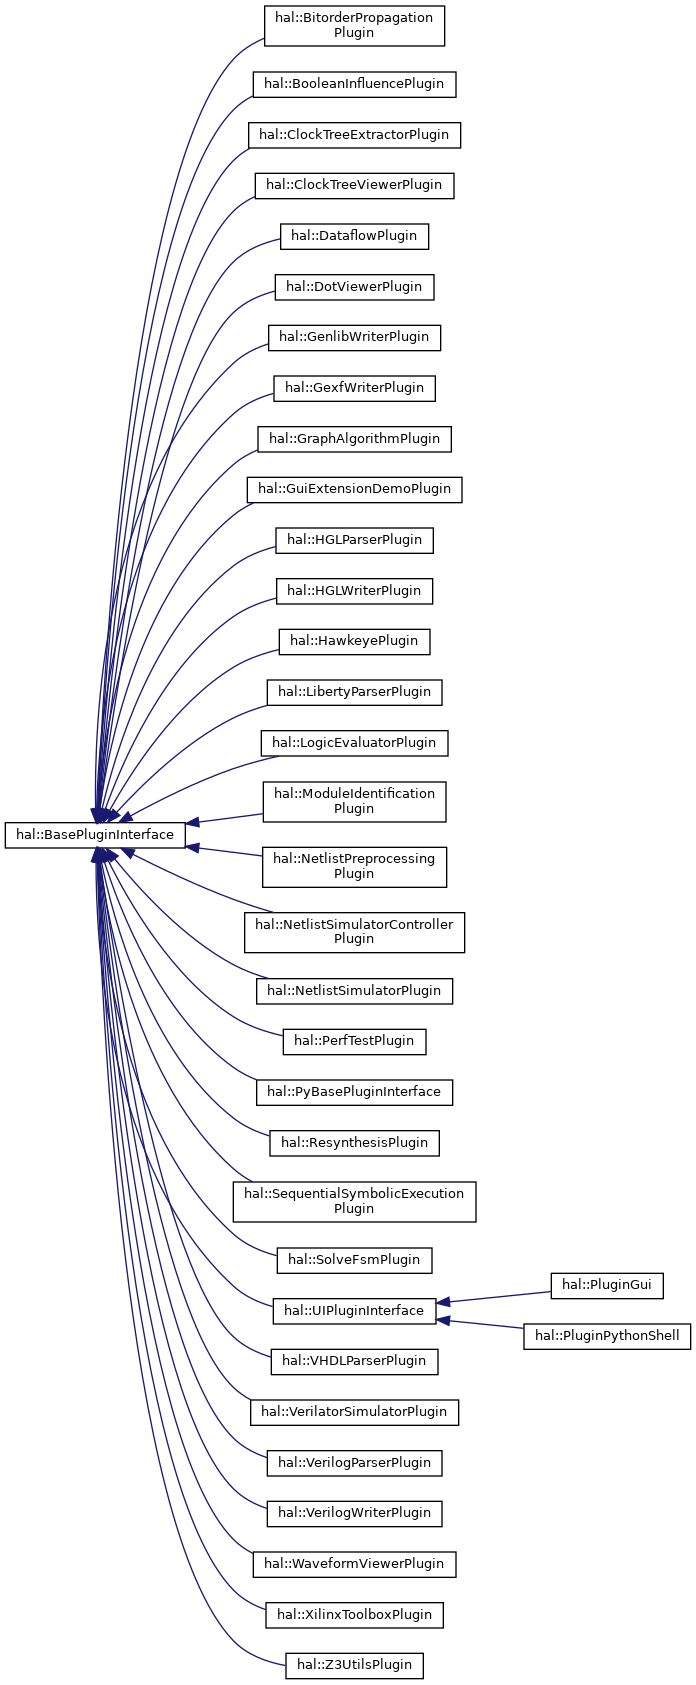 hal::BitorderPropagation
Plugin
hal::BooleanInfluencePlugin
hal::ClockTreeExtractorPlugin
hal::ClockTreeViewerPlugin
hal::DataflowPlugin
hal::DotViewerPlugin
hal::GenlibWriterPlugin
hal::GexfWriterPlugin
hal::GraphAlgorithmPlugin
hal::GuiExtensionDemoPlugin
hal::HGLParserPlugin
hal::HGLWriterPlugin
hal::HawkeyePlugin
hal::LibertyParserPlugin
hal::LogicEvaluatorPlugin
hal::ModuleIdentification
Plugin
hal::BasePluginInterface
hal::NetlistPreprocessing
Plugin
hal::NetlistSimulatorController
Plugin
hal::NetlistSimulatorPlugin
hal::PerfTestPlugin
hal::PyBasePluginInterface
hal::ResynthesisPlugin
hal::SequentialSymbolicExecution
Plugin
hal::SolveFsmPlugin
hal::UIPluginInterface
hal::PluginGui
hal::PluginPythonShell
hal::VHDLParserPlugin
hal::VerilatorSimulatorPlugin
hal::VerilogParserPlugin
hal::VerilogWriterPlugin
hal::WaveformViewerPlugin
hal::XilinxToolboxPlugin
hal::Z3UtilsPlugin